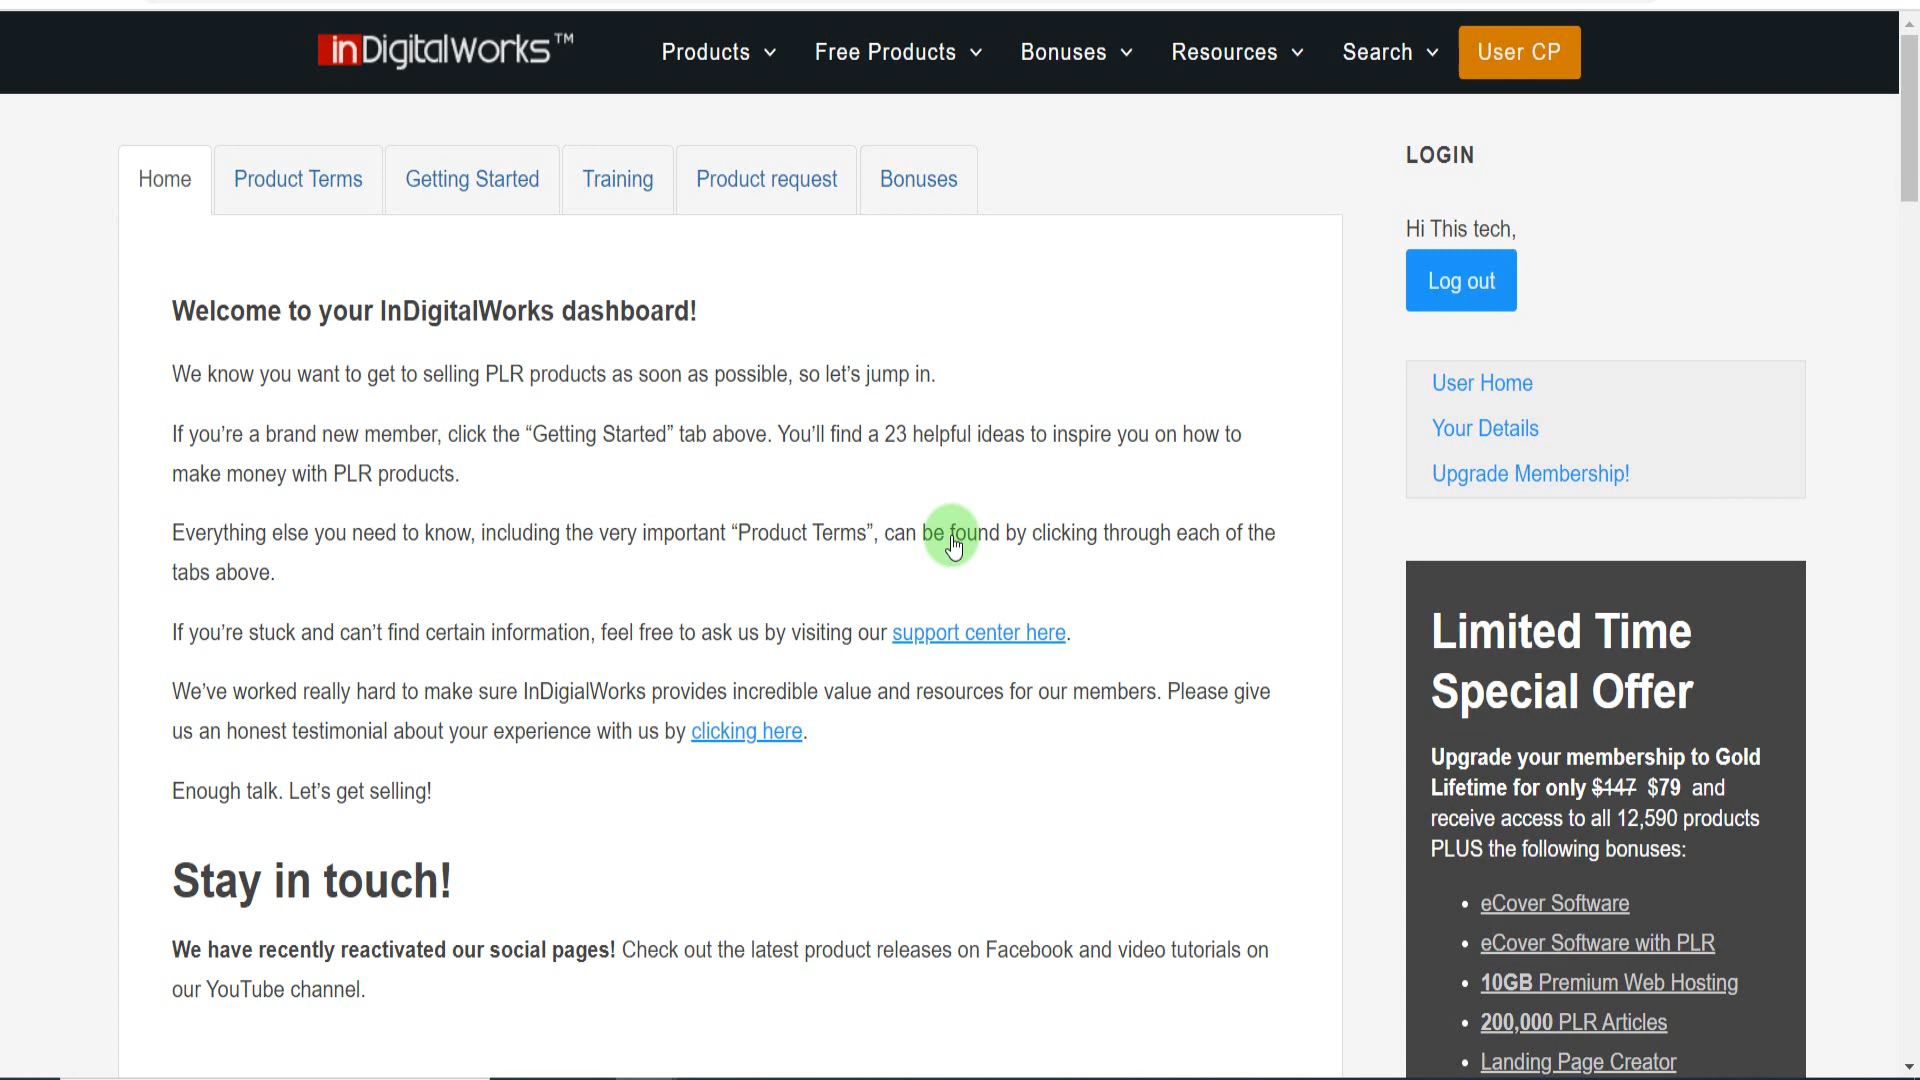 inDigitalWorks™
Products
Free Products
Bonuses
Resources
Search
User CP
Home
Product Terms
Getting Started
Training
Product request
Bonuses
Welcome to your InDigitalWorks dashboard!
We know you want to get to selling PLR products as soon as possible, so let's jump in.
If you're a brand new member, click the “Getting Started” tab above. You'll find a 23 helpful ideas to inspire you on how to
make money with PLR products.
Everything else you need to know, including the very important “Product Terms”, can be found by clicking through each of the
tabs above.
If you're stuck and can't find certain information, feel free to ask us by visiting our support center here.
We've worked really hard to make sure InDigialWorks provides incredible value and resources for our members. Please give
us an honest testimonial about your experience with us by clicking here.
Enough talk. Let's get selling!
Stay in touch!
We have recently reactivated our social pages! Check out the latest product releases on Facebook and video tutorials on
our YouTube channel.
LOGIN
Hi This tech,
Log out
User Home
Your Details
Upgrade Membership!
Limited Time
Special Offer
Upgrade your membership to Gold
Lifetime for only $147 $79 and
receive access to all 12,590 products
PLUS the following bonuses:
• eCover Software
• eCover Software with PLR
• 10GB Premium Web Hosting
• 200,000 PLR Articles
• Landing Page Creator